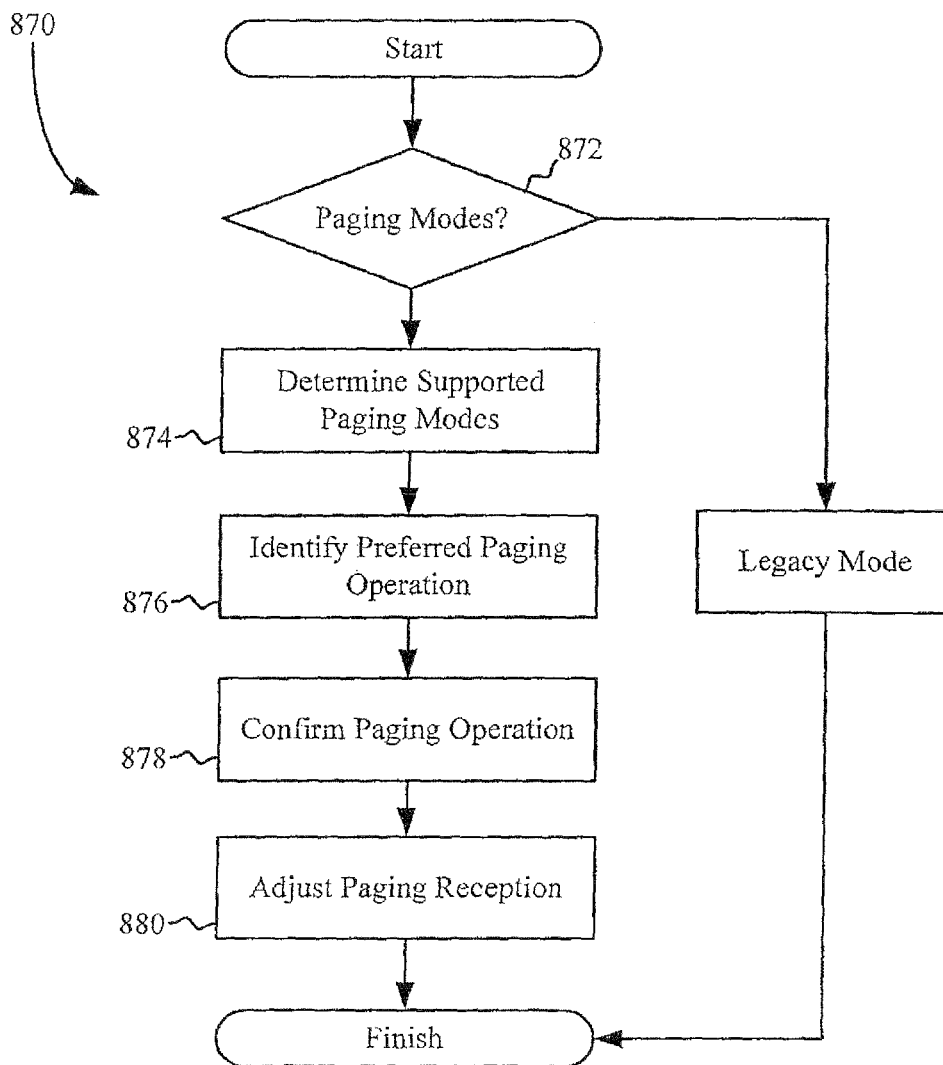 870
Start
872
Paging Modes?
Determine Supported
Paging Modes
874
Identify Preferred Paging
Operation
876
Legacy Mode
Confirm Paging Operation
878
Adjust Paging Reception
880
Finish